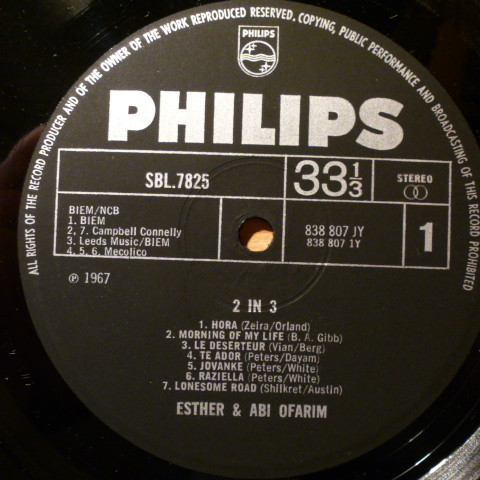 ALL RIGHTS OF THE RECORD PRODUCER AND OF THE OWNER OF THE WORK REPRODUCED RESERVED, COPYING, PUBLIC PERFORMANCE AND BROADCASTING OF THIS RECORD PROHIBITED
PHILIPS
PHILIPS
SBL.7825
33 1/3
STEREO
BIEM/NCB
1. BIEM
2, 7. Campbell Connelly
3. Leeds Music/BIEM
4, 5, 6. Mecolico
838 807 JY
838 807 1Y
1
℗ 1967
2 IN 3
1. HORA (Zeira/Orland)
2. MORNING OF MY LIFE (B. A. Gibb)
3. LE DÉSERTEUR (Vian/Berg)
4. TE ADOR (Peters/Dayam)
5. JOVANKE (Peters/White)
6. RAZIELLA (Peters/White)
7. LONESOME ROAD (Shilkret/Austin)
ESTHER & ABI OFARIM